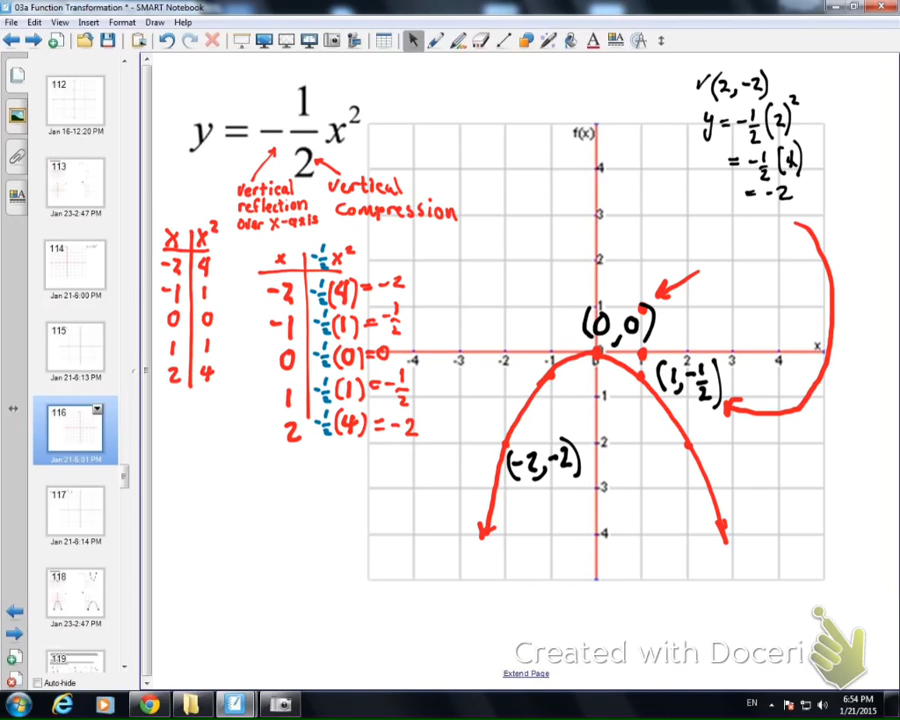 03a Function Transformation * - SMART Notebook
File Edit View Insert Format Draw Help
112
Jan 16-12:20 PM
113
Jan 23-2:47 PM
114
Jan 21-6:00 PM
115
Jan 21-6:13 PM
116
Jan 21-6:01 PM
117
Jan 21-6:14 PM
118
Jan 23-2:47 PM
119
Auto-hide
y = -1/2 x²
vertical reflection over x-axis
vertical compression
x | x²
-2 | 4
-1 | 1
0 | 0
1 | 1
2 | 4
x | -1/2 x²
-2 | -1/2 (4) = -2
-1 | -1/2 (1) = -1/2
0 | -1/2 (0) = 0
1 | -1/2 (1) = -1/2
2 | -1/2 (4) = -2
√(2, -2)
y = -1/2 (2)²
= -1/2 (4)
= -2
f(x)
4
3
2
1
(0, 0)
-4 -3 -2 -1 0 2 3 4 x
(1, -1/2)
-1
-2
(-2, -2)
-3
-4
Created with Doceri
Extend Page
EN
6:54 PM
1/21/2015